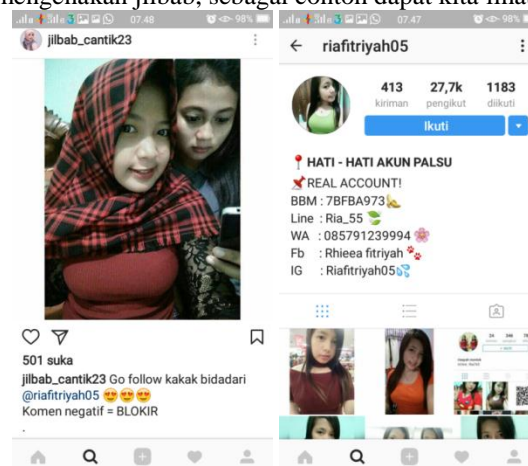 mengenakan jilbab, sebagai contoh dapat kita
07.48
98%
jilbab_cantik23
501 suka
jilbab_cantik23 Go follow kakak bidadari
@riafitriyah05 😍😍😍
Komen negatif = BLOKIR
.
07.47
98%
riafitriyah05
413
27,7k
1183
kiriman
pengikut
diikuti
Ikuti
📍 HATI - HATI AKUN PALSU
📌REAL ACCOUNT!
BBM : 7BFBA973
Line : Ria_55
WA : 085791239994 🌸
Fb : Rhieea fitriyah 🐾
IG : Riafitriyah05💦